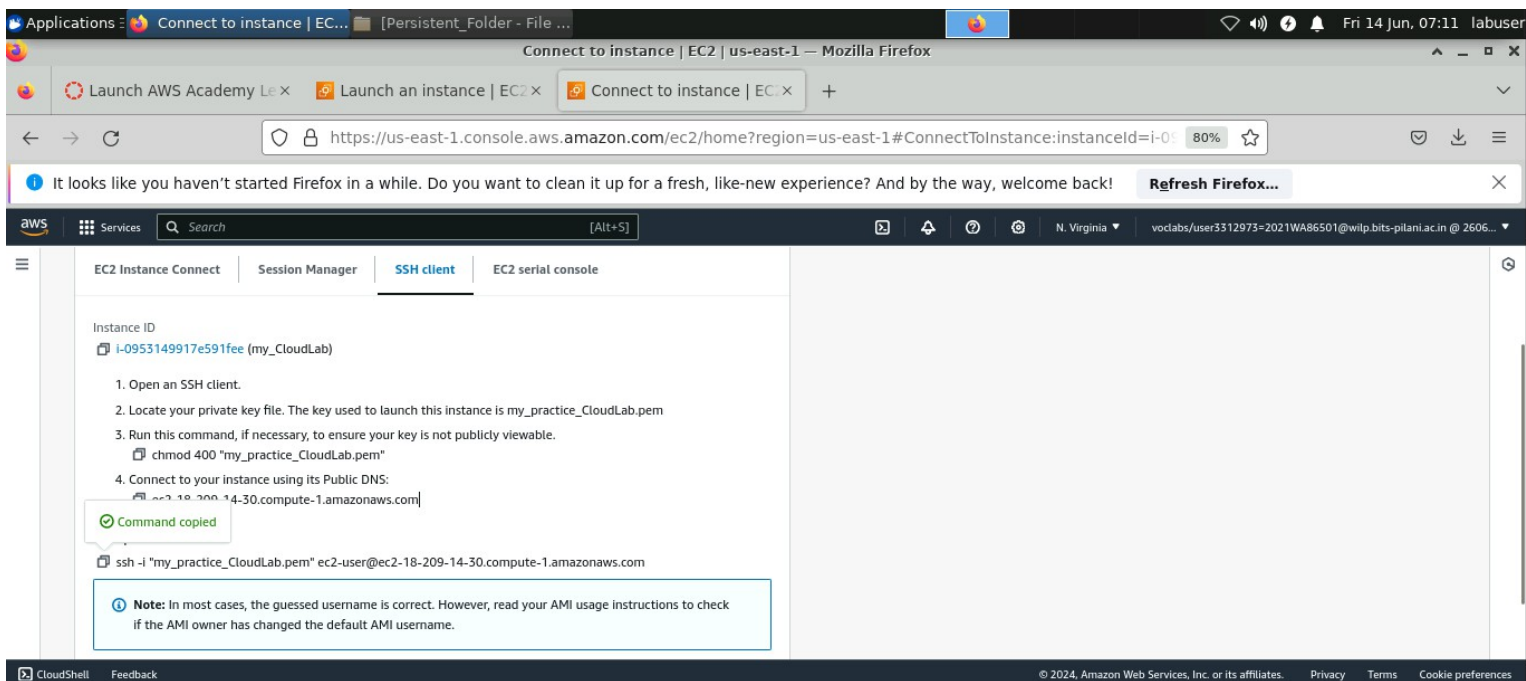 Applications Connect to instance | EC... [Persistent_Folder - File ... Fri 14 Jun, 07:11 labuser
Connect to instance | EC2 | us-east-1 — Mozilla Firefox
Launch AWS Academy Le Launch an instance | EC2 Connect to instance | EC2 +
https://us-east-1.console.aws.amazon.com/ec2/home?region=us-east-1#ConnectToInstance:instanceId=i-09 80%
It looks like you haven't started Firefox in a while. Do you want to clean it up for a fresh, like-new experience? And by the way, welcome back! Refresh Firefox...
aws Services Search [Alt+S] N. Virginia voclabs/user3312973=2021WA86501@wilp.bits-pilani.ac.in @ 2606...
EC2 Instance Connect Session Manager SSH client EC2 serial console
Instance ID
i-0953149917e591fee (my_CloudLab)
1. Open an SSH client.
2. Locate your private key file. The key used to launch this instance is my_practice_CloudLab.pem
3. Run this command, if necessary, to ensure your key is not publicly viewable.
chmod 400 "my_practice_CloudLab.pem"
4. Connect to your instance using its Public DNS:
ec2-18-209-14-30.compute-1.amazonaws.com
Command copied
ssh -i "my_practice_CloudLab.pem" ec2-user@ec2-18-209-14-30.compute-1.amazonaws.com
Note: In most cases, the guessed username is correct. However, read your AMI usage instructions to check
if the AMI owner has changed the default AMI username.
CloudShell Feedback © 2024, Amazon Web Services, Inc. or its affiliates. Privacy Terms Cookie preferences